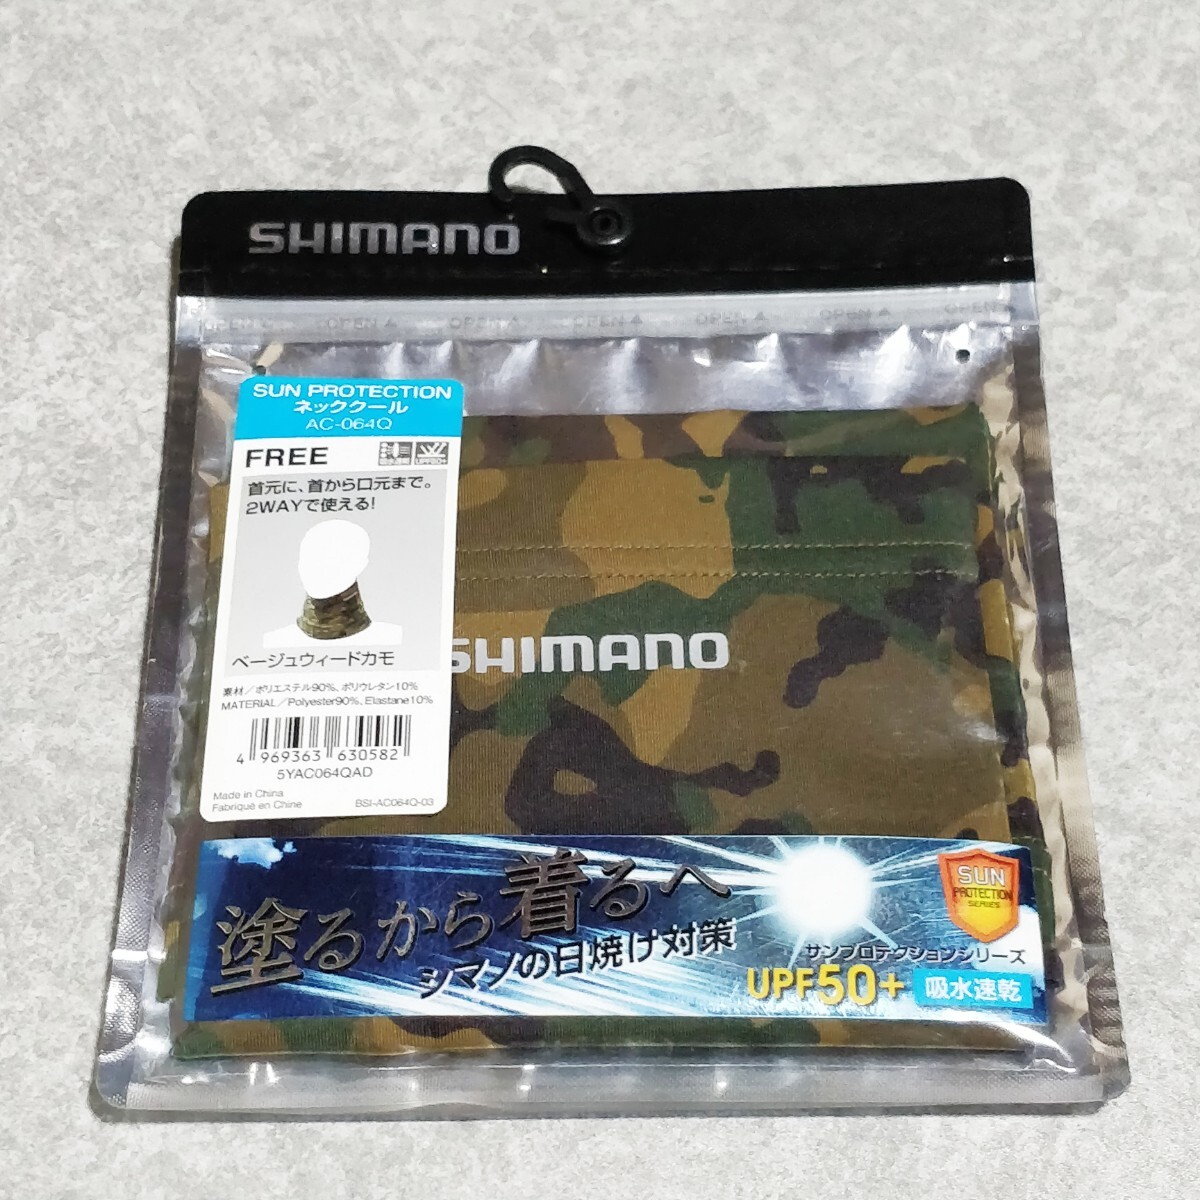 SHIMANO
OPEN ▲ OPEN ▲ OPEN ▲ OPEN ▲ OPEN ▲ OPEN ▲ OPEN
SUN PROTECTION
ネッククール
AC-064Q
FREE
吸水速乾 UPF50+
首元に、首から口元まで。
2WAYで使える!
ベージュウィードカモ
素材/ポリエステル90%、ポリウレタン10%
MATERIAL/Polyester90%、Elastane10%
4 969363 630582
5YAC064QAD
Made in China
Fabriqué en Chine
BSI-AC064Q-03
SHIMANO
塗るから着るへ
シマノの日焼け対策
SUN
PROTECTION
SERIES
サンプロテクションシリーズ
UPF50+ 吸水速乾